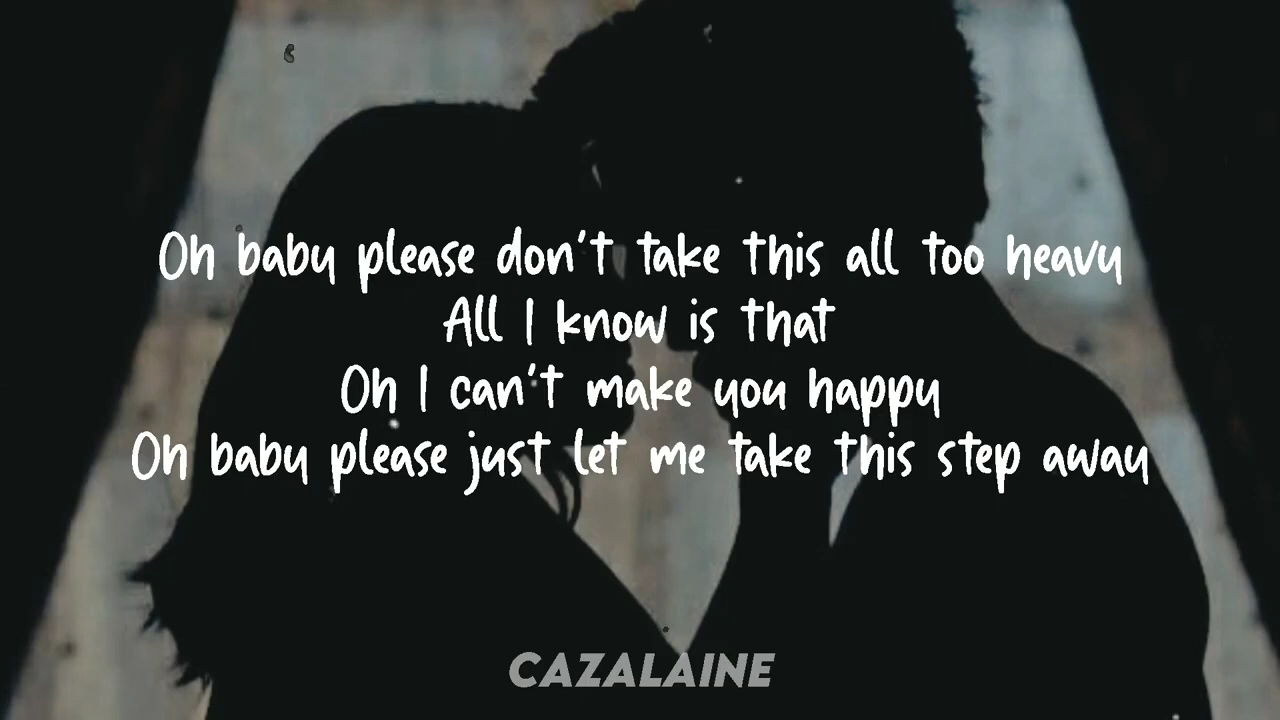 Oh baby please don't take this all too heavy
All I know is that
Oh I can't make you happy
Oh baby please just let me take this step away
CAZALAINE